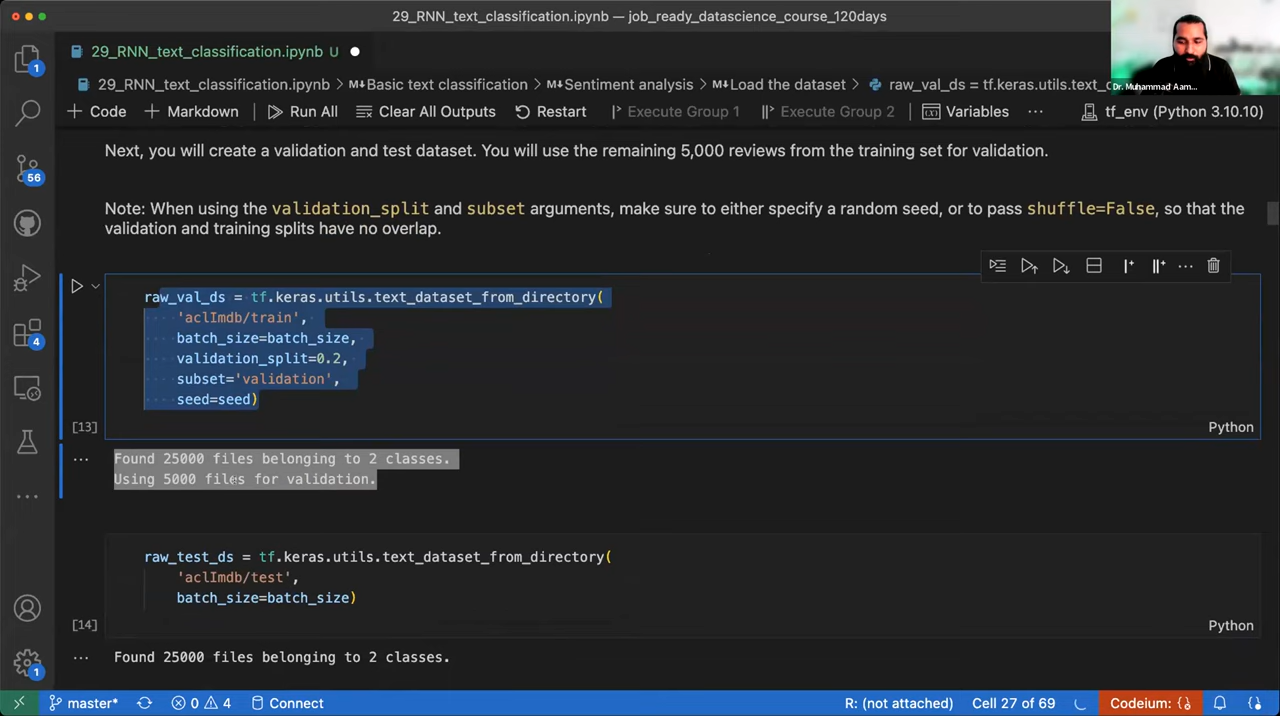 29_RNN_text_classification.ipynb — job_ready_datascience_course_120days
29_RNN_text_classification.ipynb U
29_RNN_text_classification.ipynb > M↓Basic text classification > M↓Sentiment analysis > M↓Load the dataset > raw_val_ds = tf.keras.utils.text_
Dr. Muhammad Aam...
+ Code + Markdown Run All Clear All Outputs Restart Execute Group 1 Execute Group 2 Variables ... tf_env (Python 3.10.10)
Next, you will create a validation and test dataset. You will use the remaining 5,000 reviews from the training set for validation.
Note: When using the validation_split and subset arguments, make sure to either specify a random seed, or to pass shuffle=False, so that the
validation and training splits have no overlap.
raw_val_ds = tf.keras.utils.text_dataset_from_directory(
'aclImdb/train',
batch_size=batch_size,
validation_split=0.2,
subset='validation',
seed=seed)
[13]
Python
Found 25000 files belonging to 2 classes.
Using 5000 files for validation.
raw_test_ds = tf.keras.utils.text_dataset_from_directory(
'aclImdb/test',
batch_size=batch_size)
[14]
Python
Found 25000 files belonging to 2 classes.
1
56
4
1
master* 0 4 Connect R: (not attached) Cell 27 of 69 Codeium: {}